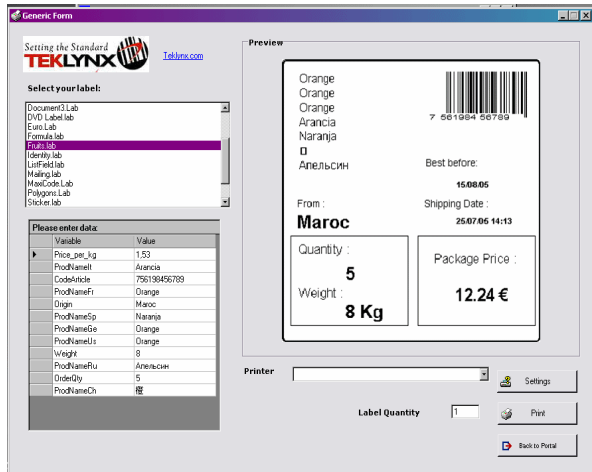 Generic Form
Setting the Standard
TEKLYNX
Teklynx.com
Select your label:
Document3.Lab
DVD Label.lab
Euro.Lab
Formula.lab
Fruits.lab
Identity.lab
ListField.lab
Mailing.lab
MaxiCode.Lab
Polygons.Lab
Sticker.lab
Please enter data:
Variable Value
Price_per_kg 1,53
ProdNameIt Arancia
CodeArticle 756198456789
ProdNameFr Orange
Origin Maroc
ProdNameSp Naranja
ProdNameGe Orange
ProdNameUs Orange
Weight 8
ProdNameRu Апельсин
OrderQty 5
ProdNameCh 橙
Preview
Orange
Orange
Orange
Arancia
Naranja
Апельсин
7 561984 56789
Best before:
15/08/05
From :
Maroc
Shipping Date :
25/07/05 14:13
Quantity :
5
Weight :
8 Kg
Package Price :
12.24 €
Printer
Label Quantity 1
Settings
Print
Back to Portal